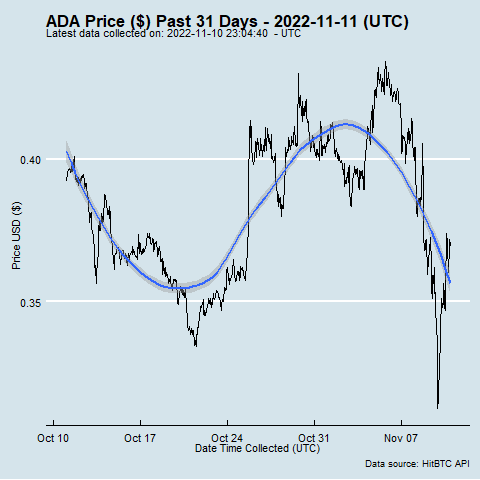 ADA Price ($) Past 31 Days - 2022-11-11 (UTC)
Latest data collected on: 2022-11-10 23:04:40  - UTC
Price USD ($)
0.40
0.35
Oct 10 Oct 17 Oct 24 Oct 31 Nov 07
Date Time Collected (UTC)
Data source: HitBTC API